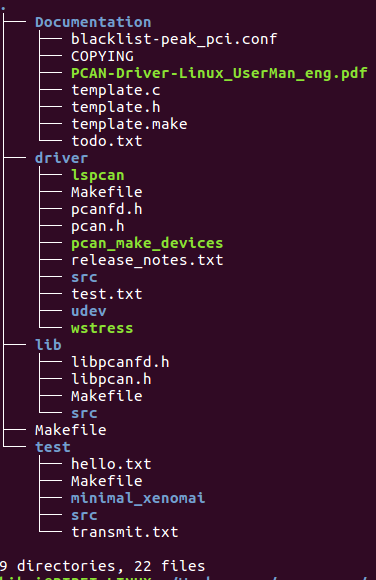 .
Documentation
blacklist-peak_pci.conf
COPYING
PCAN-Driver-Linux_UserMan_eng.pdf
template.c
template.h
template.make
todo.txt
driver
lspcan
Makefile
pcanfd.h
pcan.h
pcan_make_devices
release_notes.txt
src
test.txt
udev
wstress
lib
libpcanfd.h
libpcan.h
Makefile
src
Makefile
test
hello.txt
Makefile
minimal_xenomai
src
transmit.txt
9 directories, 22 files